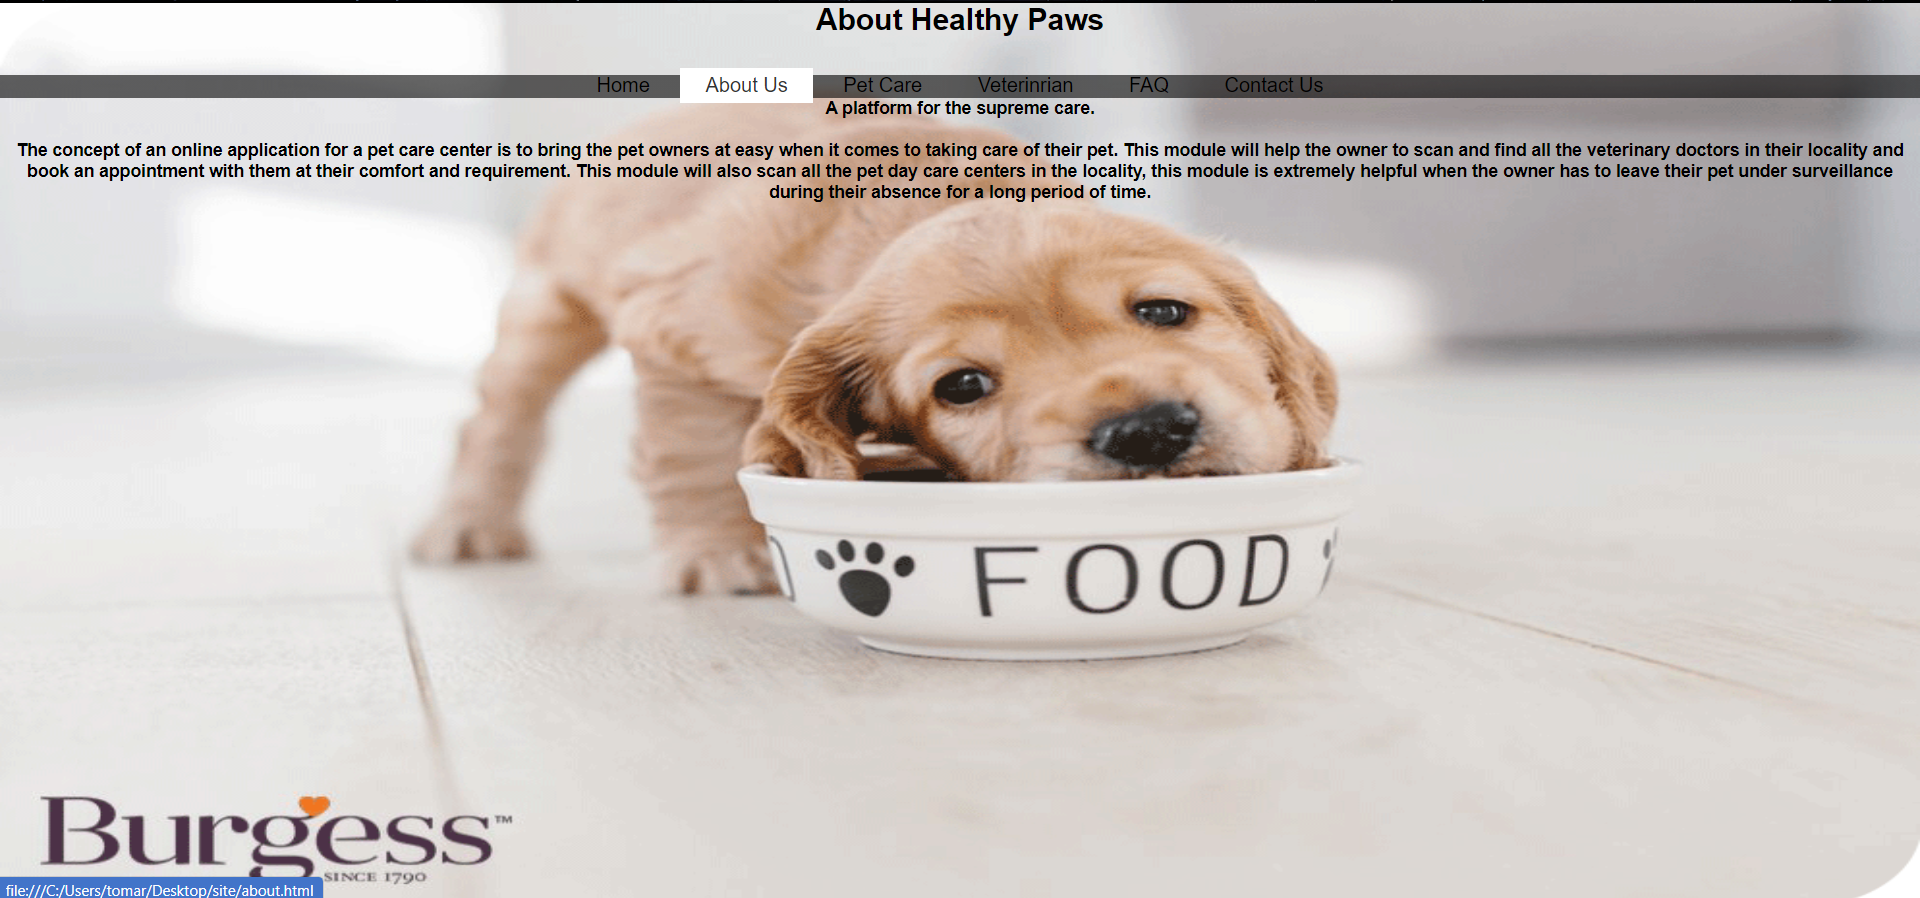 About Healthy Paws
Home About Us Pet Care Veterinrian FAQ Contact Us
A platform for the supreme care.
The concept of an online application for a pet care center is to bring the pet owners at easy when it comes to taking care of their pet. This module will help the owner to scan and find all the veterinary doctors in their locality and
book an appointment with them at their comfort and requirement. This module will also scan all the pet day care centers in the locality, this module is extremely helpful when the owner has to leave their pet under surveillance
during their absence for a long period of time.
FOOD
Burgess™
SINCE 1790
file:///C:/Users/tomar/Desktop/site/about.html